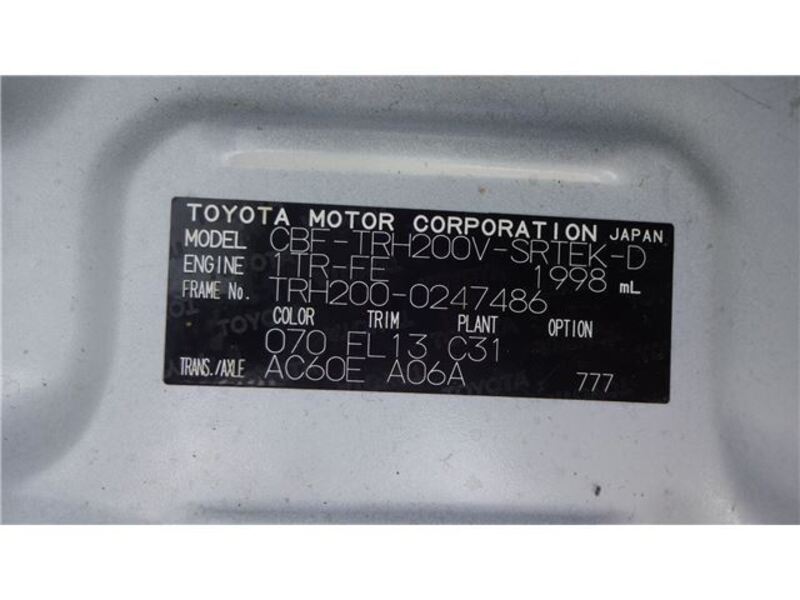 TOYOTA MOTOR CORPORATION JAPAN
MODEL CBF-TRH200V-SRTEK-D
ENGINE 1TR-FE 1998 mL
FRAME No. TRH200-0247486
COLOR TRIM PLANT OPTION
070 FL13 C31
TRANS./AXLE AC60E A06A 777